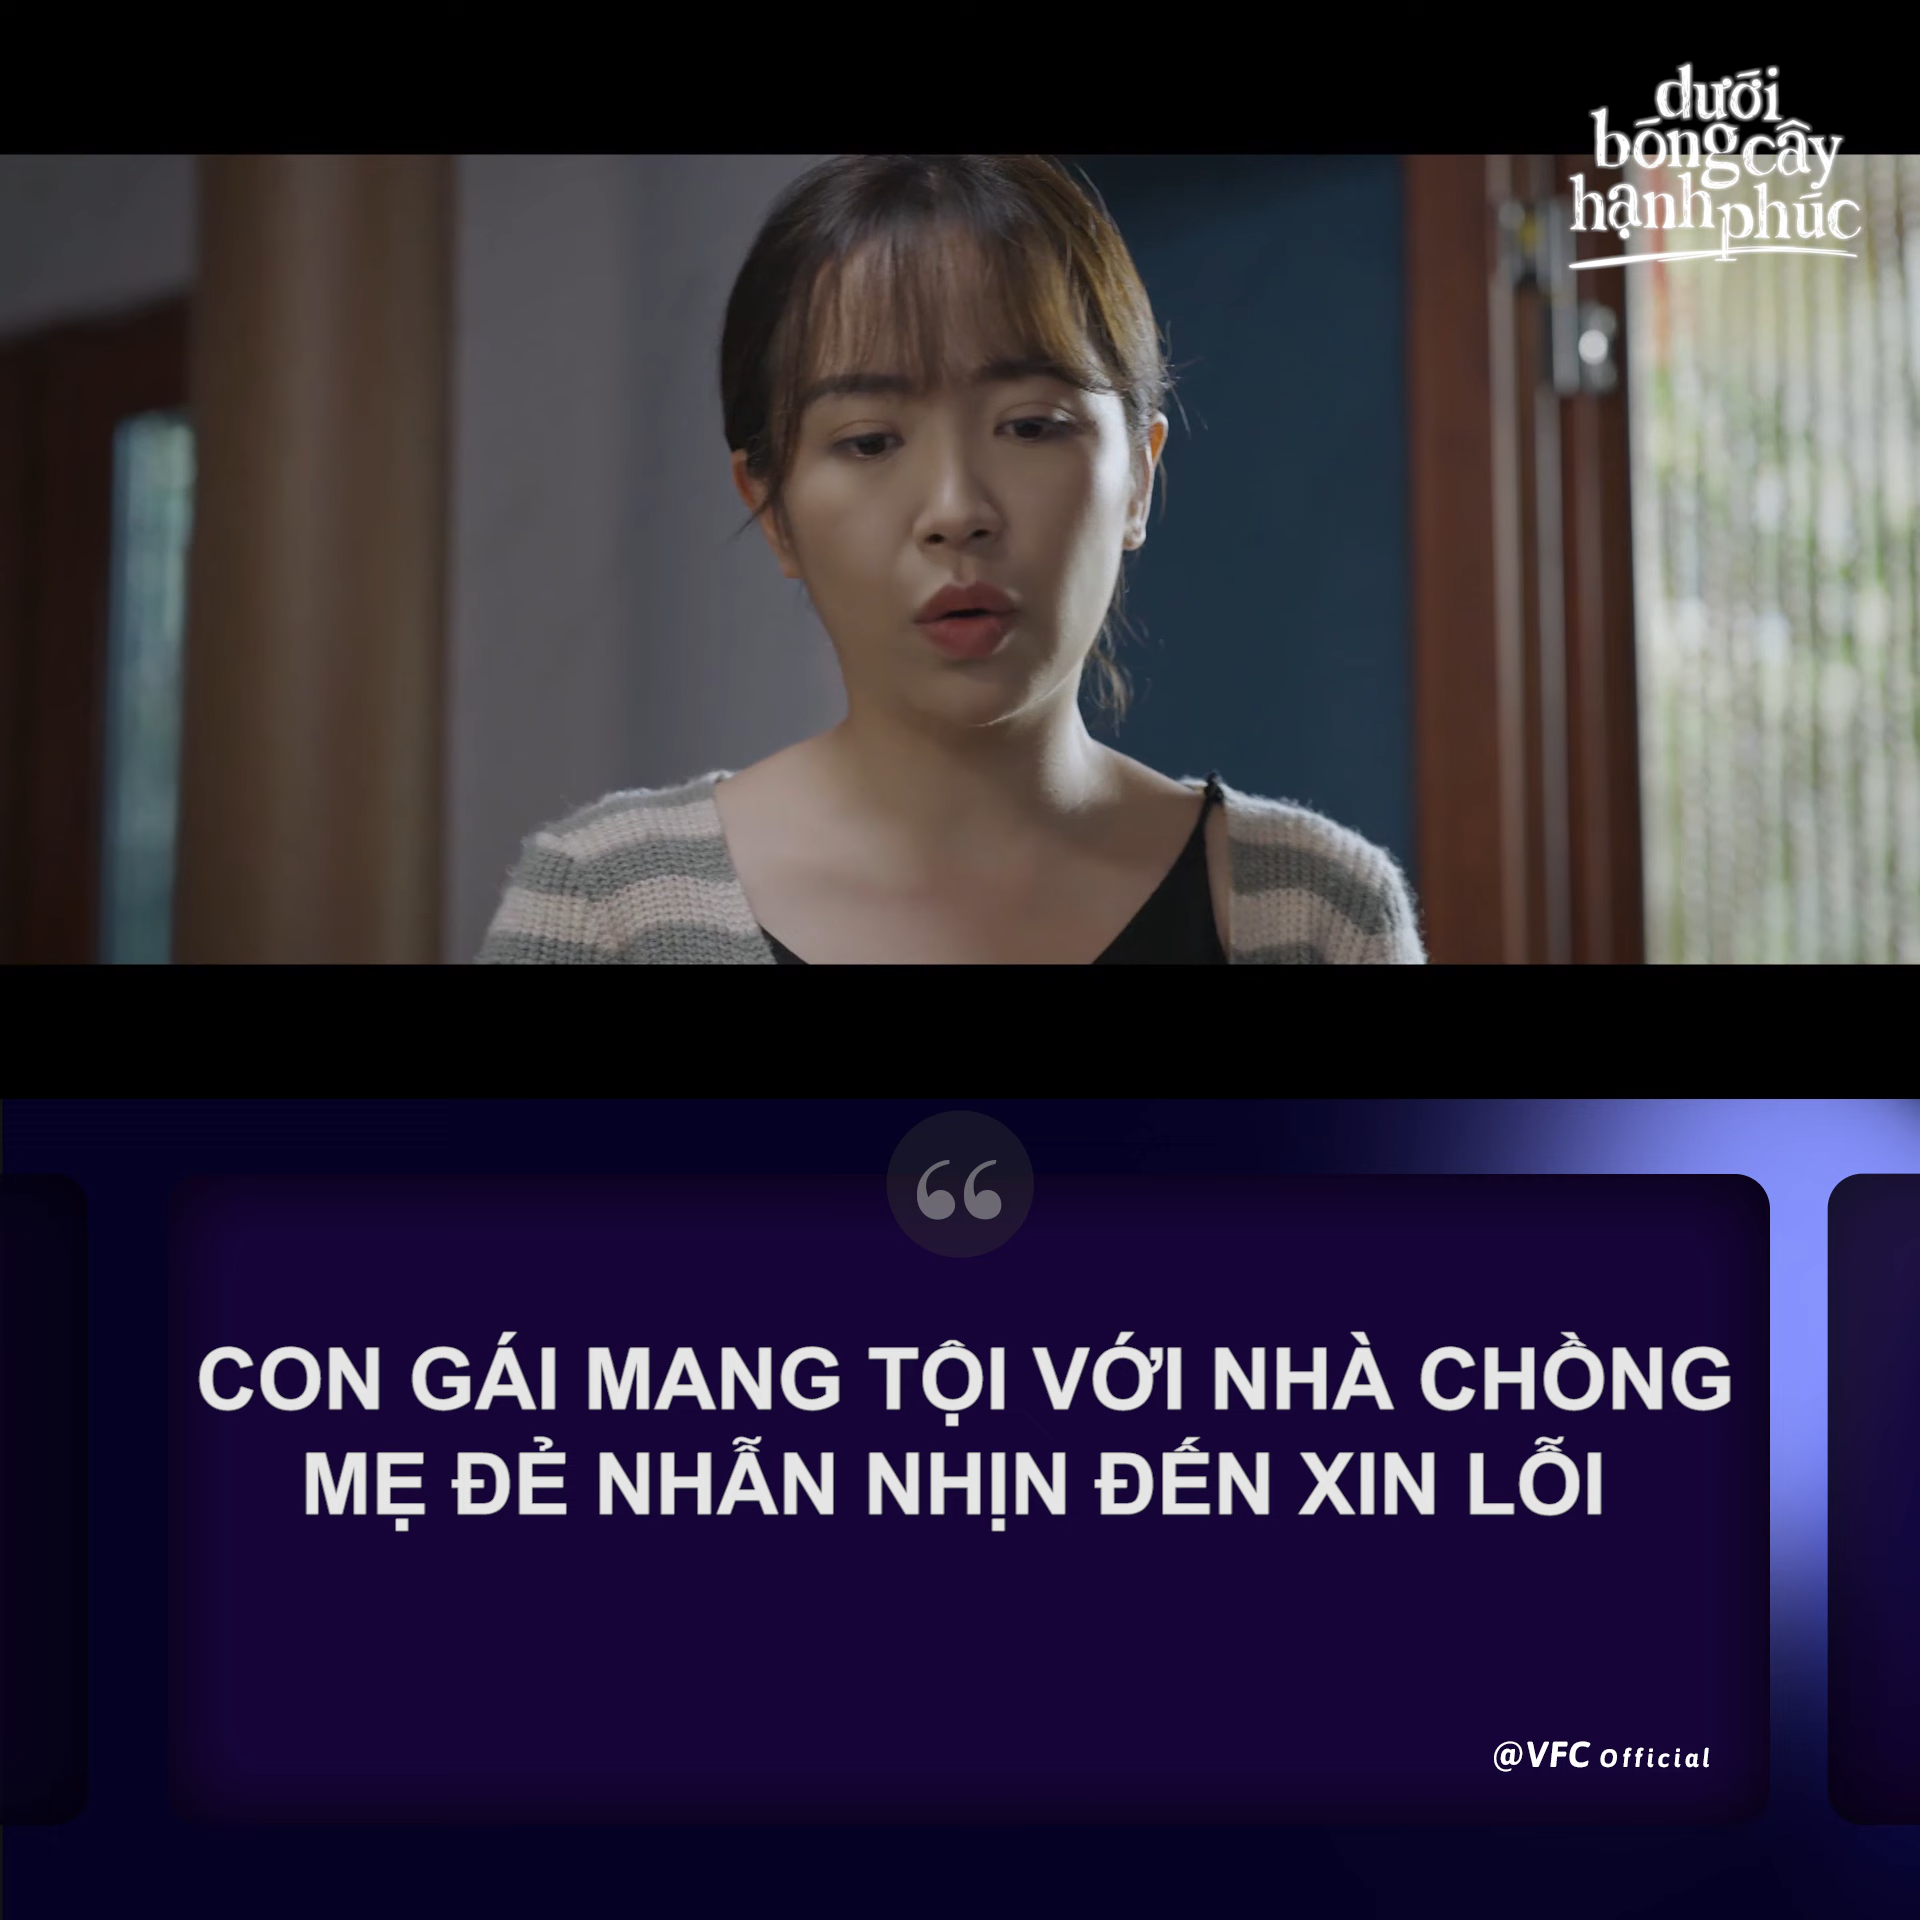 dưới
bóng cây
hạnh phúc
CON GÁI MANG TỘI VỚI NHÀ CHỒNG
MẸ ĐẺ NHẪN NHỊN ĐẾN XIN LỖI
@VFC Official